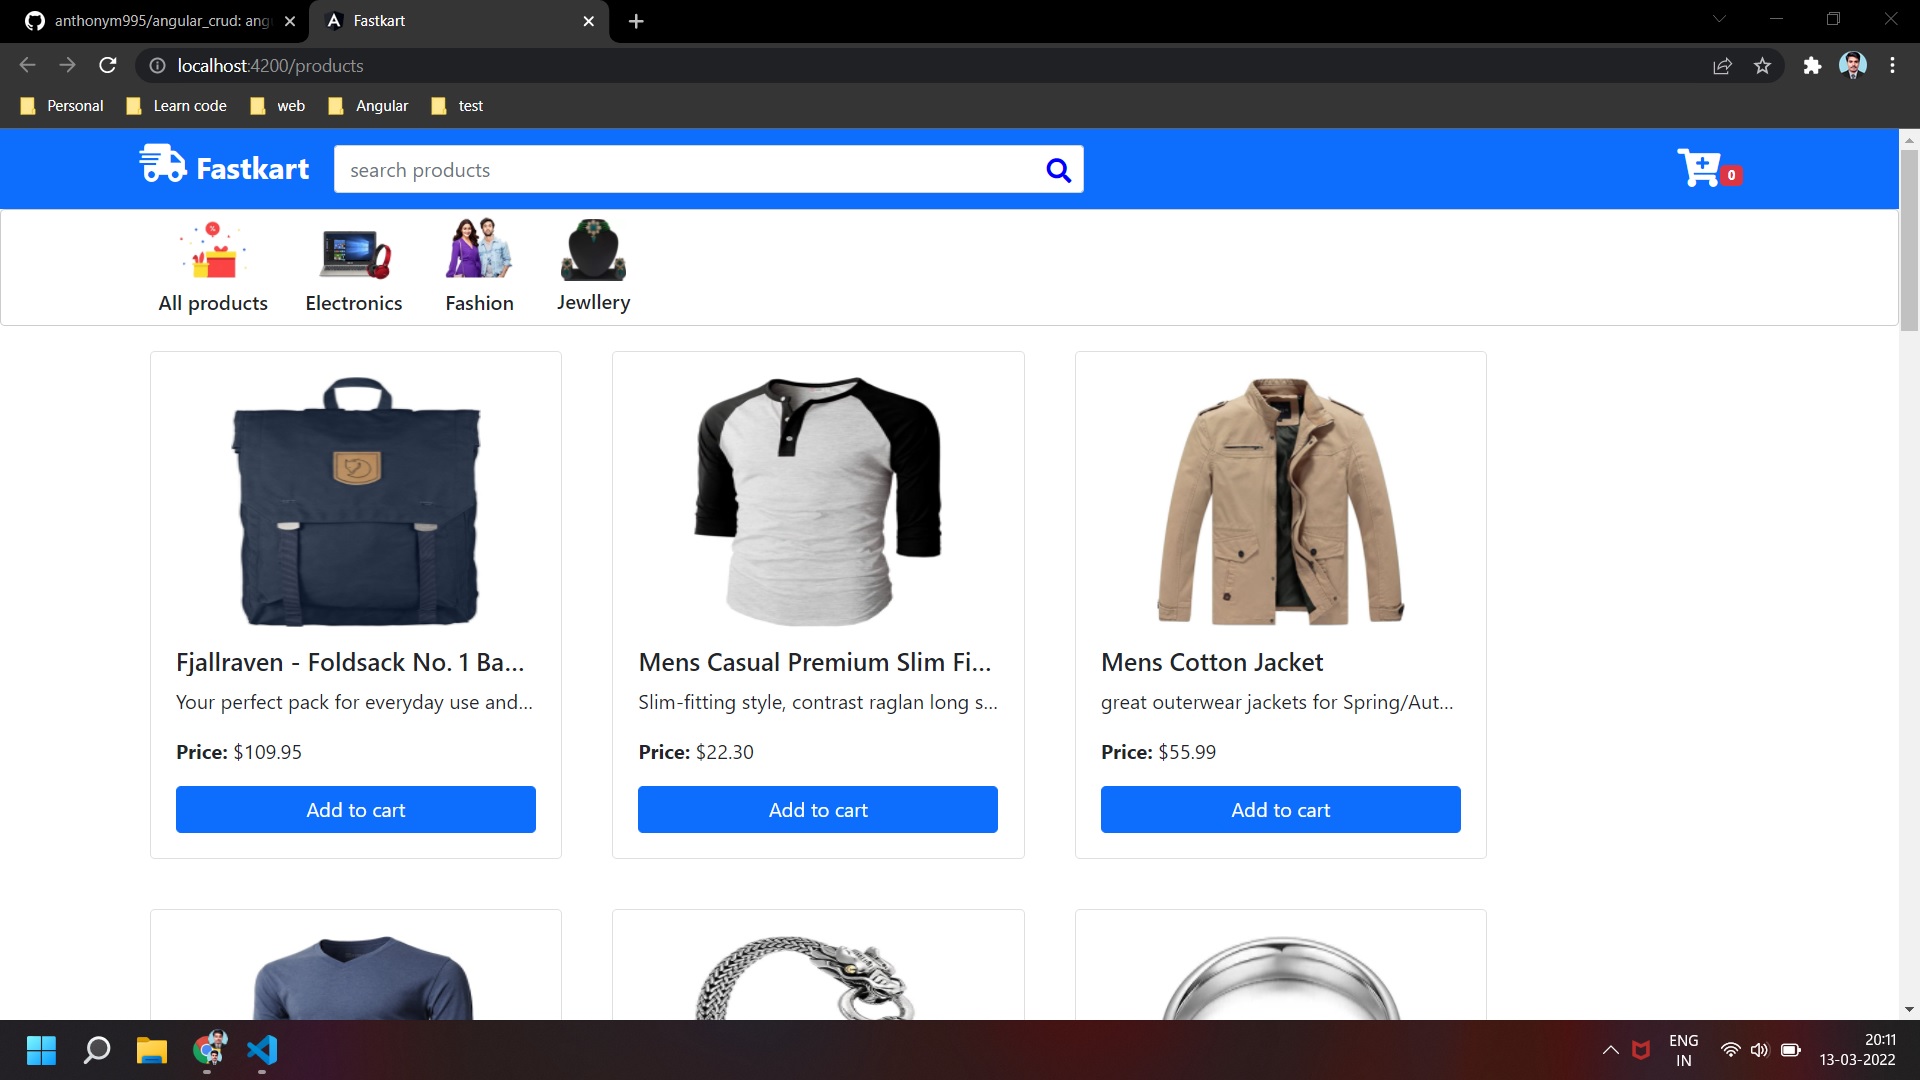 anthonym995/angular_crud: ang
Fastkart
localhost:4200/products
Personal
Learn code
web
Angular
test
Fastkart
search products
0
All products
Electronics
Fashion
Jewllery
Fjallraven - Foldsack No. 1 Ba...
Your perfect pack for everyday use and...
Price: $109.95
Add to cart
Mens Casual Premium Slim Fi...
Slim-fitting style, contrast raglan long s...
Price: $22.30
Add to cart
Mens Cotton Jacket
great outerwear jackets for Spring/Aut...
Price: $55.99
Add to cart
ENG
IN
20:11
13-03-2022